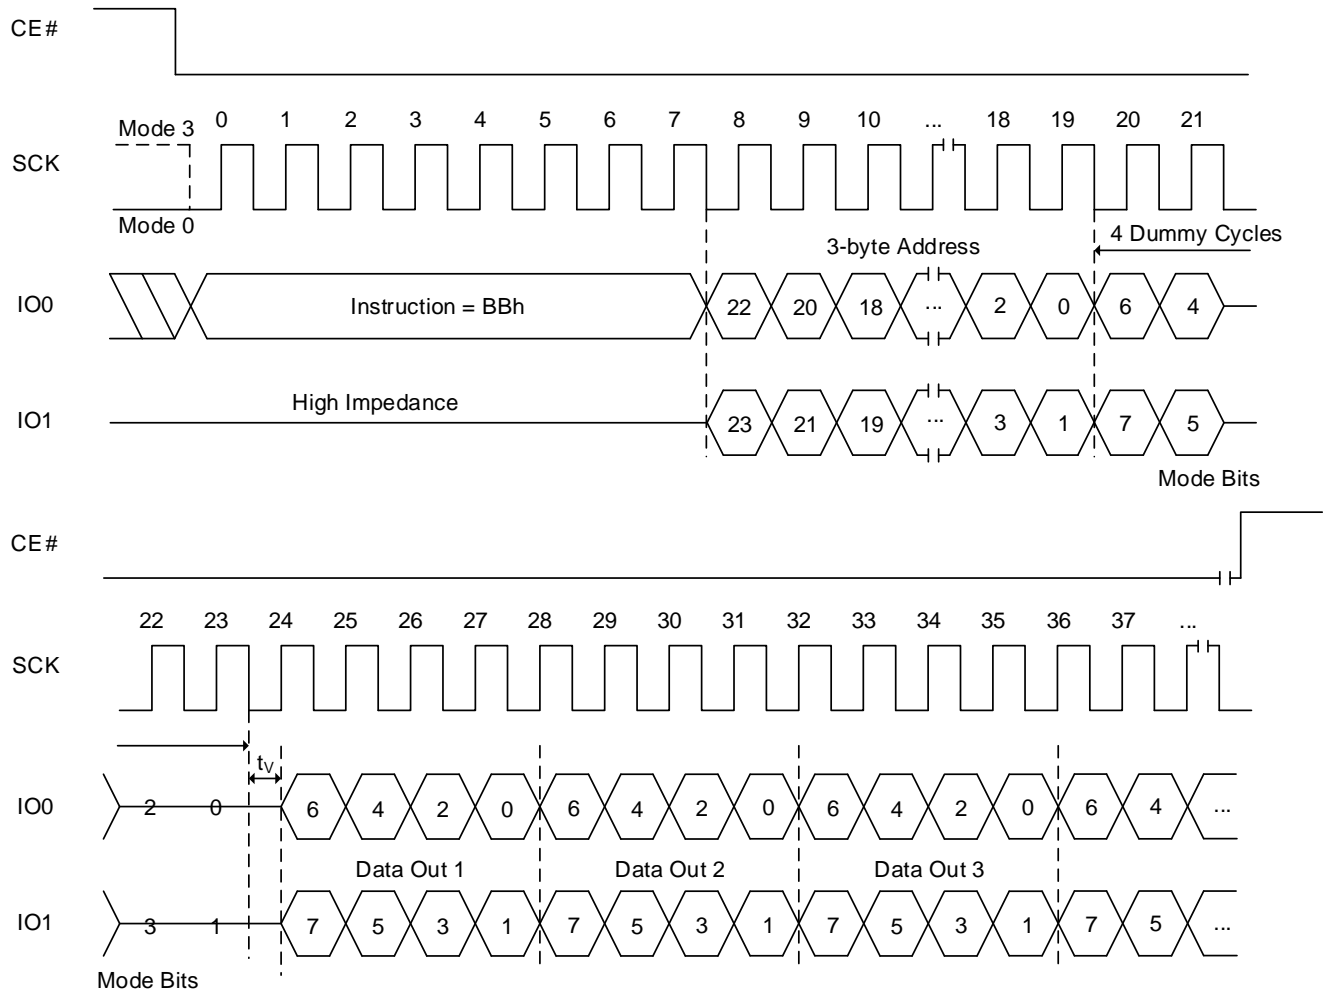 CE#
Mode 3 0 1 2 3 4 5 6 7 8 9 10 ... 18 19 20 21
SCK
Mode 0
3-byte Address 4 Dummy Cycles
IO0 Instruction = BBh 22 20 18 ... 2 0 6 4
High Impedance
IO1 23 21 19 ... 3 1 7 5
Mode Bits
CE#
22 23 24 25 26 27 28 29 30 31 32 33 34 35 36 37 ...
SCK
tV
IO0 2 0 6 4 2 0 6 4 2 0 6 4 2 0 6 4 ...
Data Out 1 Data Out 2 Data Out 3
IO1 3 1 7 5 3 1 7 5 3 1 7 5 3 1 7 5 ...
Mode Bits